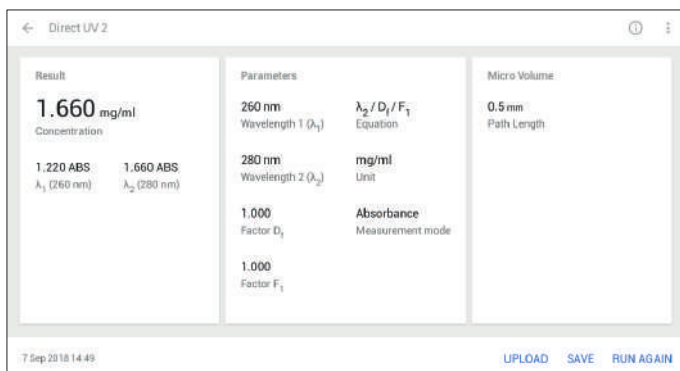 Direct UV 2
Result
1.660 mg/ml
Concentration
1.220 ABS 1.660 ABS
λ₁ (260 nm) λ₂ (280 nm)
Parameters
260 nm λ₂ / Df / F₁
Wavelength 1 (λ₁) Equation
280 nm mg/ml
Wavelength 2 (λ₂) Unit
1.000 Absorbance
Factor Df Measurement mode
1.000
Factor F₁
Micro Volume
0.5 mm
Path Length
7 Sep 2018 14:49 UPLOAD SAVE RUN AGAIN